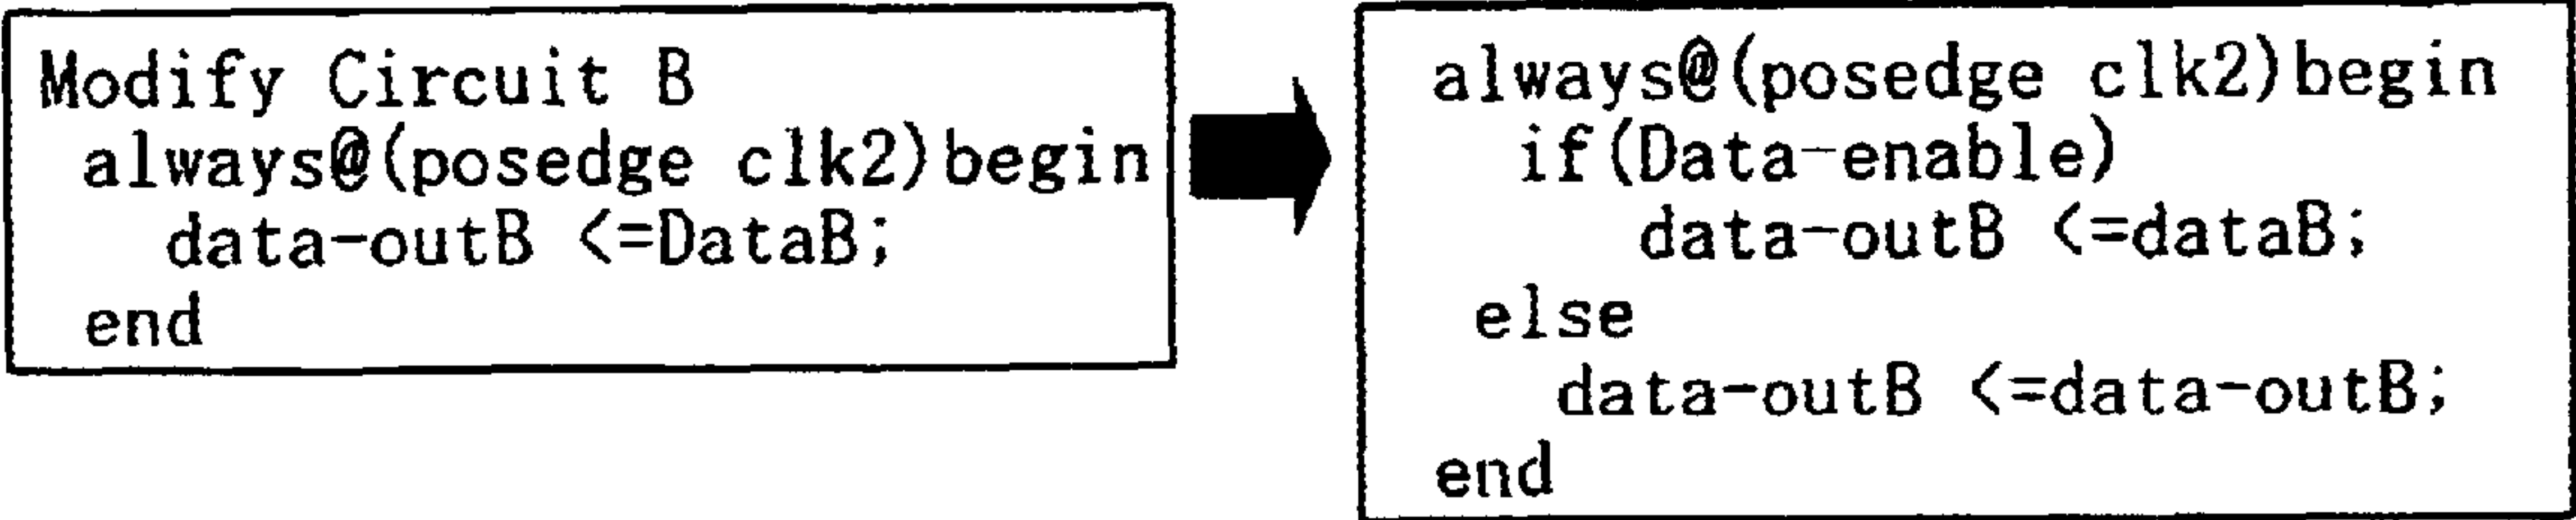 Modify Circuit B
always@(posedge clk2)begin
data-outB <=DataB;
end
always@(posedge clk2)begin
if(Data-enable)
data-outB <=dataB;
else
data-outB <=data-outB;
end